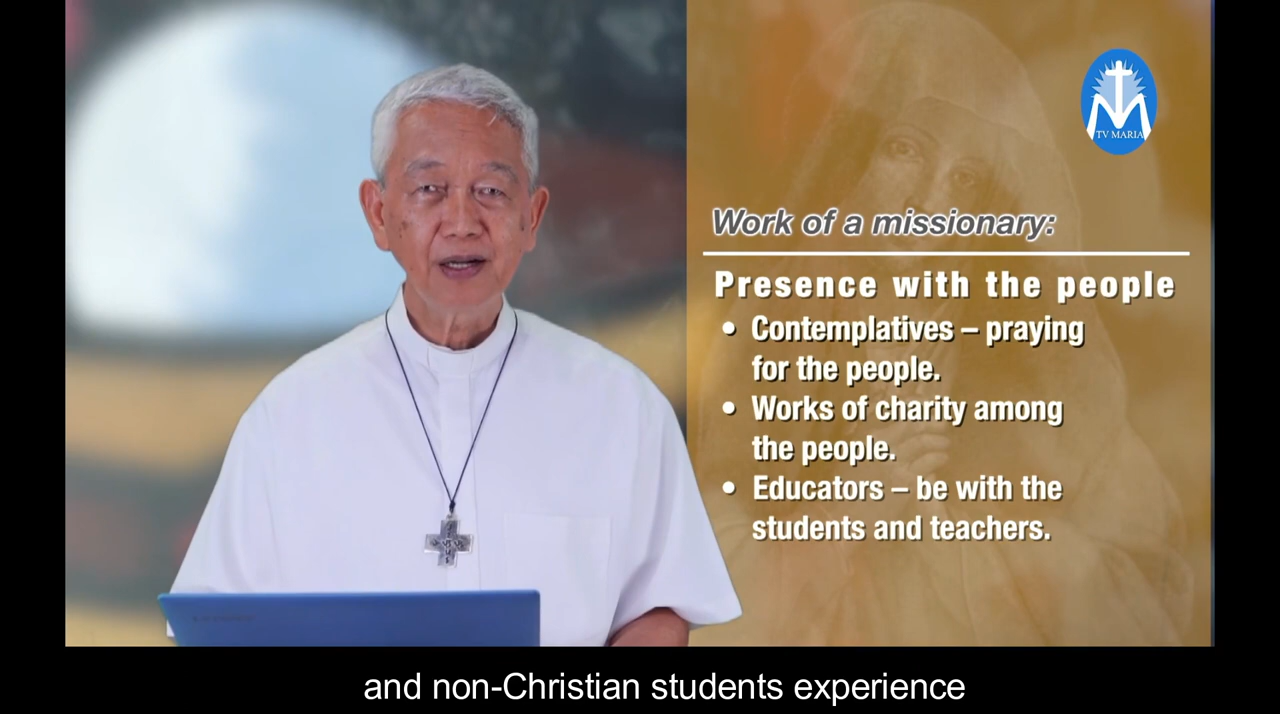 TV MARIA
Work of a missionary:
Presence with the people
• Contemplatives – praying
for the people.
• Works of charity among
the people.
• Educators – be with the
students and teachers.
and non-Christian students experience